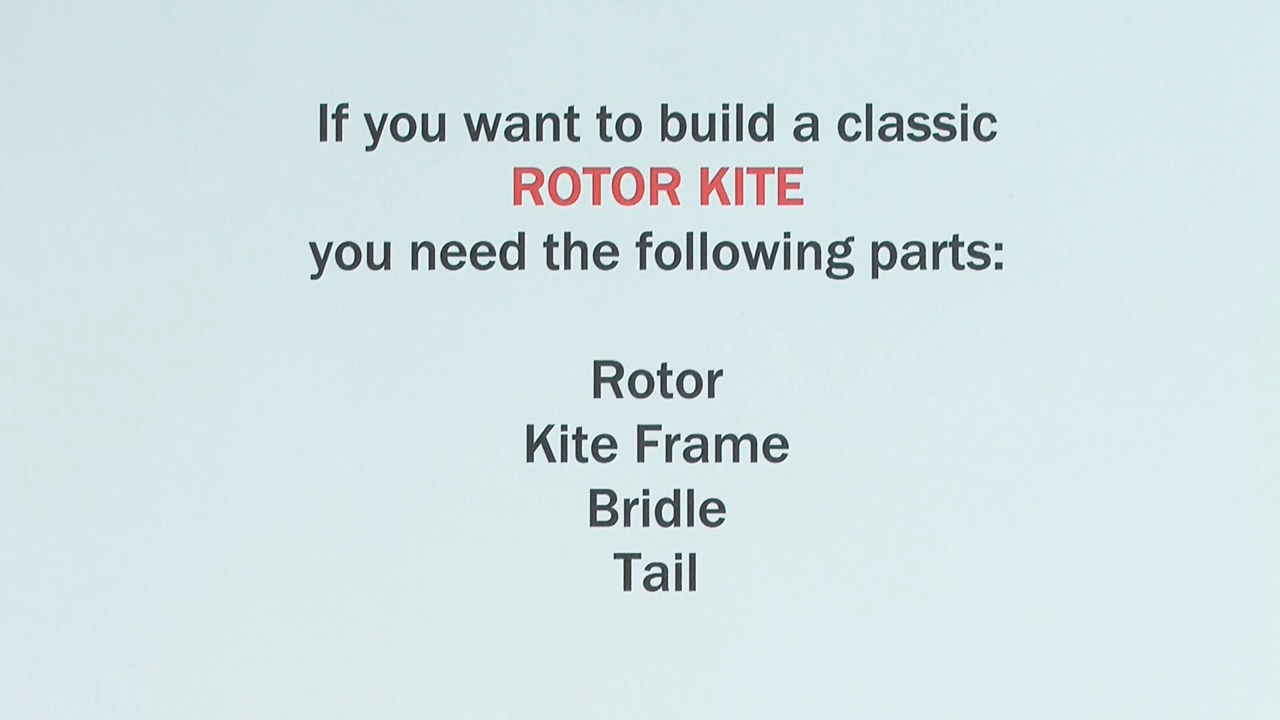 If you want to build a classic
ROTOR KITE
you need the following parts:
Rotor
Kite Frame
Bridle
Tail